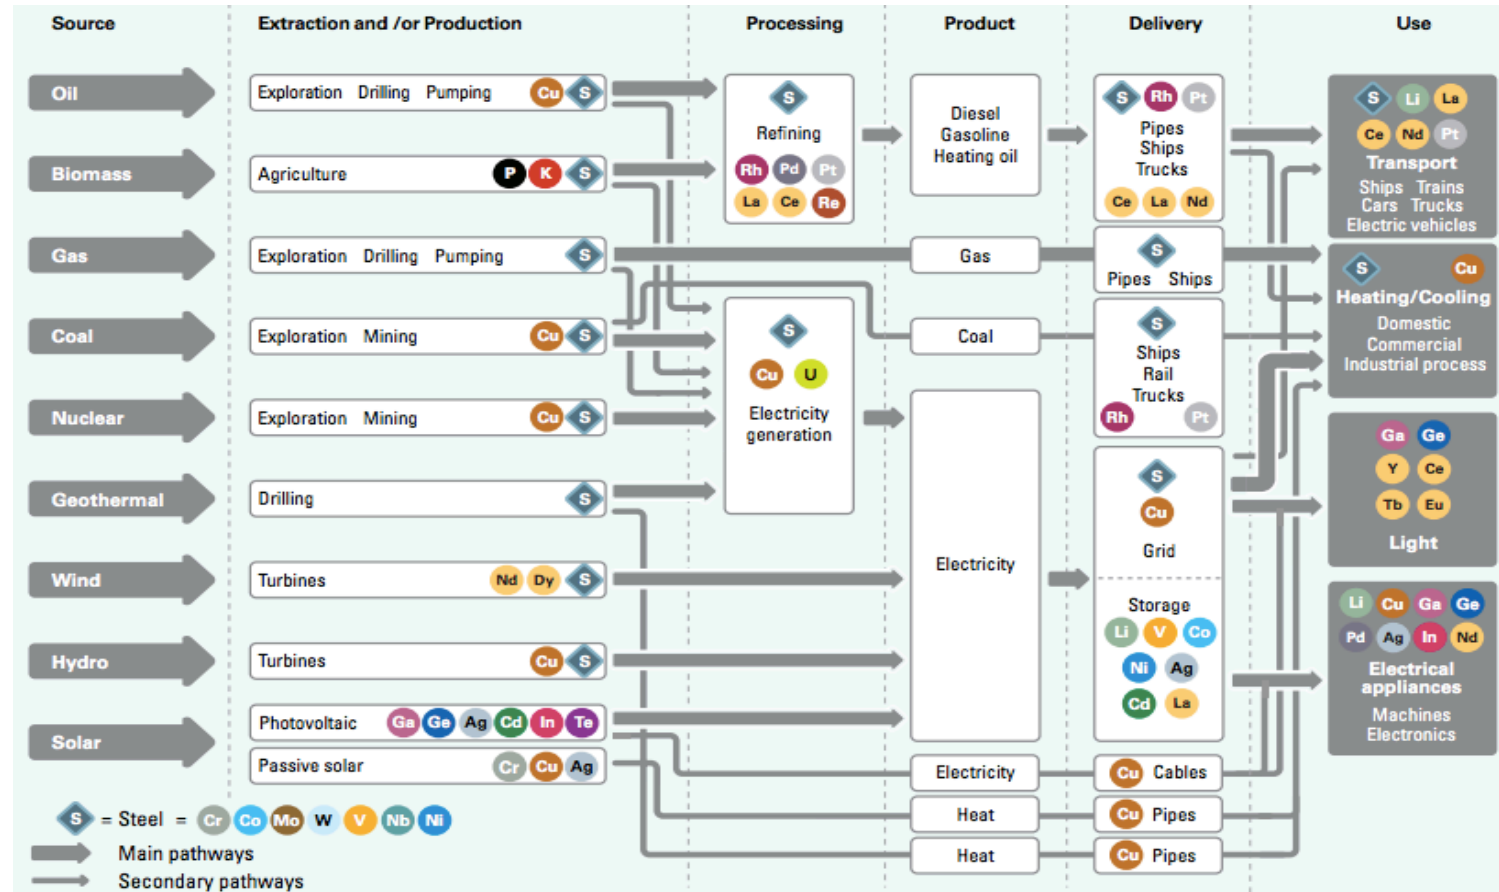 Source
Extraction and /or Production
Processing
Product
Delivery
Use
Oil
Exploration Drilling Pumping
Cu S
Biomass
Agriculture
P K S
Gas
Exploration Drilling Pumping
S
Coal
Exploration Mining
Cu S
Nuclear
Exploration Mining
Cu S
Geothermal
Drilling
S
Wind
Turbines
Nd Dy S
Hydro
Turbines
Cu S
Solar
Photovoltaic
Ga Ge Ag Cd In Te
Passive solar
Cr Cu Ag
S
Refining
Rh Pd Pt
La Ce Re
S
Cu U
Electricity
generation
Diesel
Gasoline
Heating oil
Gas
Coal
Electricity
Electricity
Heat
Heat
S Rh Pt
Pipes
Ships
Trucks
Ce La Nd
S
Pipes Ships
S
Ships
Rail
Trucks
Rh Pt
S
Cu
Grid
Storage
Li V Co
Ni Ag
Cd La
Cu Cables
Cu Pipes
Cu Pipes
S Li La
Ce Nd Pt
Transport
Ships Trains
Cars Trucks
Electric vehicles
S Cu
Heating/Cooling
Domestic
Commercial
Industrial process
Ga Ge
Y Ce
Tb Eu
Light
Li Cu Ga Ge
Pd Ag In Nd
Electrical
appliances
Machines
Electronics
S = Steel = Cr Co Mo W V Nb Ni
Main pathways
Secondary pathways